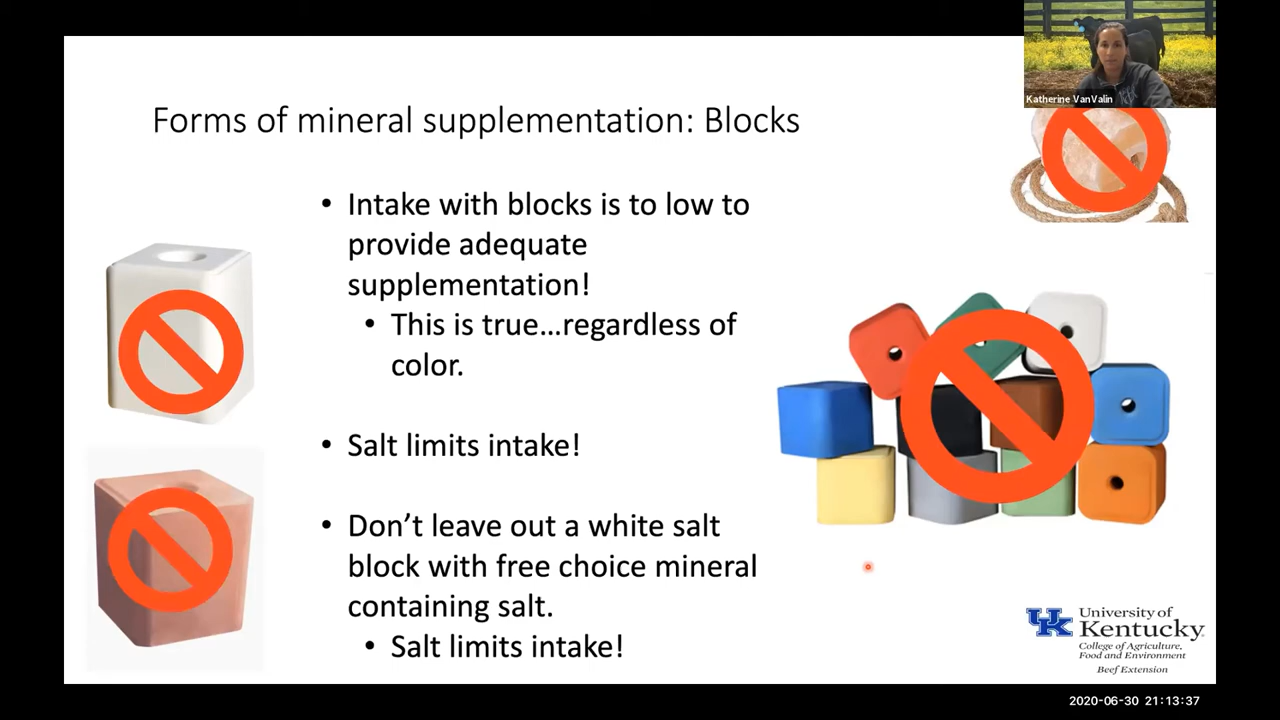 Katherine VanValin
Forms of mineral supplementation: Blocks
• Intake with blocks is to low to
provide adequate
supplementation!
• This is true...regardless of
color.
• Salt limits intake!
• Don’t leave out a white salt
block with free choice mineral
containing salt.
• Salt limits intake!
UK
University of
Kentucky
College of Agriculture,
Food and Environment
Beef Extension
2020-06-30 21:13:37